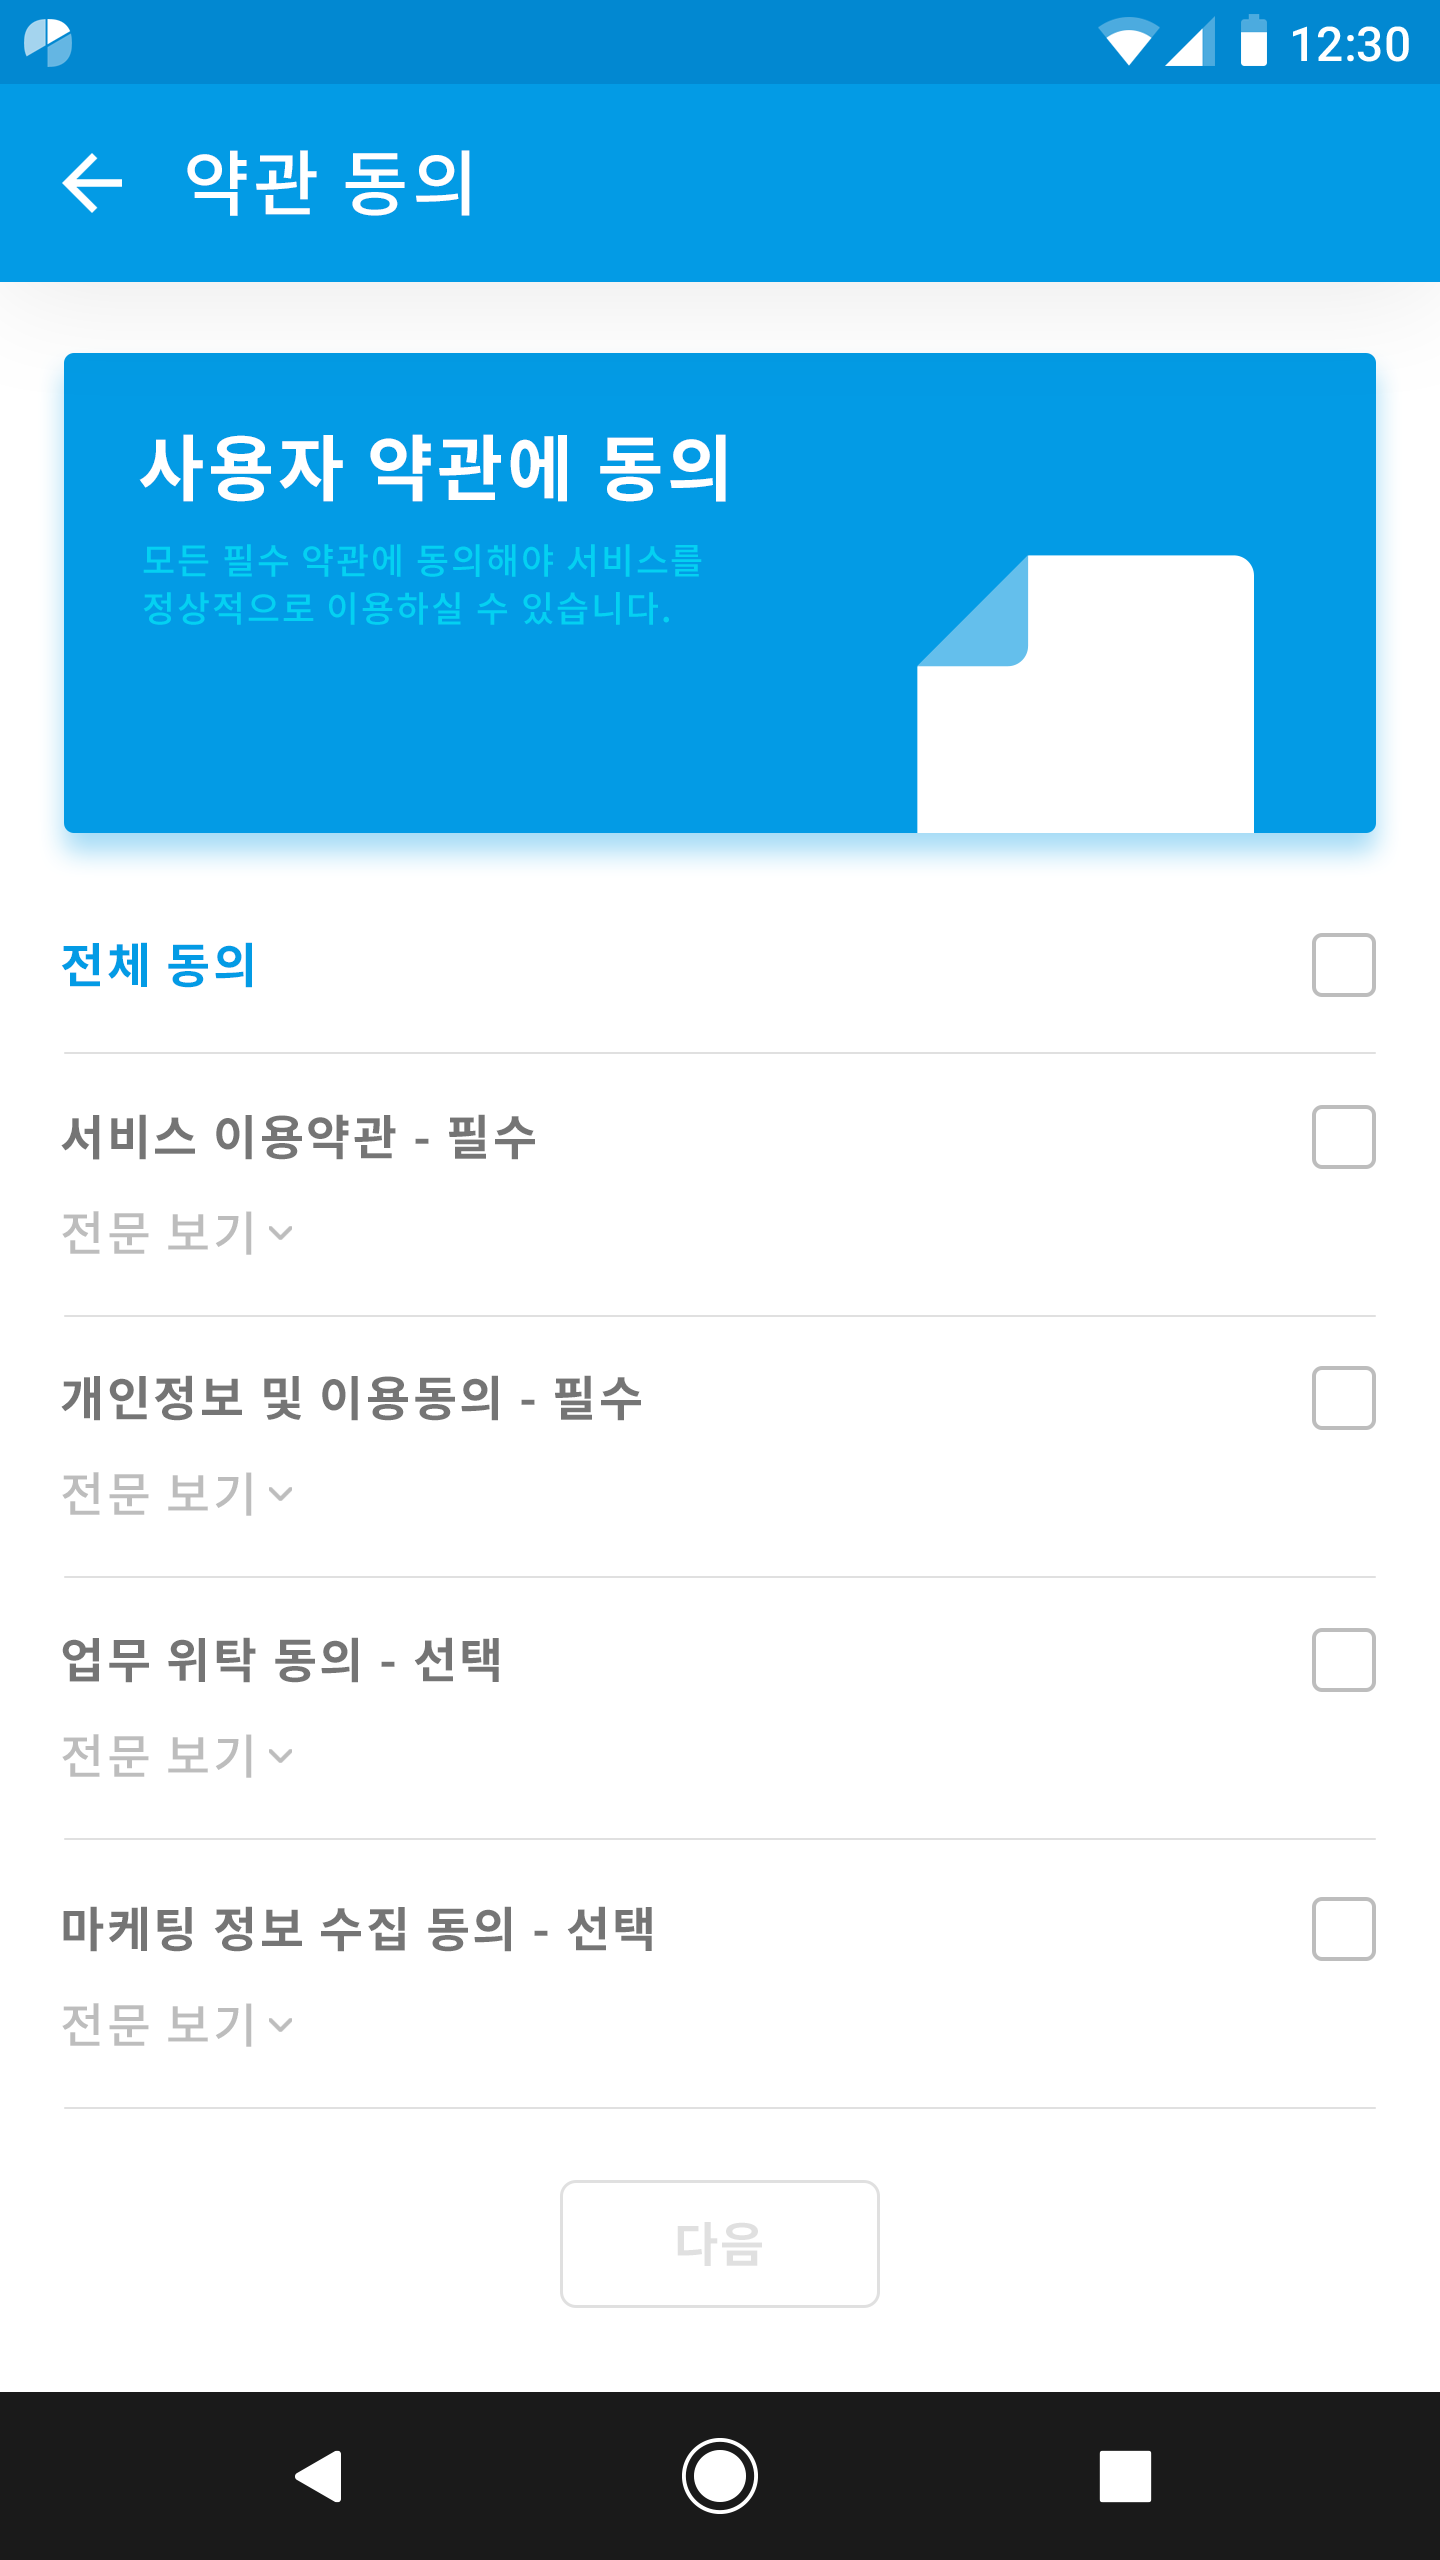 12:30
약관 동의
사용자 약관에 동의
모든 필수 약관에 동의해야 서비스를
정상적으로 이용하실 수 있습니다.
전체 동의
서비스 이용약관 - 필수
전문 보기
개인정보 및 이용동의 - 필수
전문 보기
업무 위탁 동의 - 선택
전문 보기
마케팅 정보 수집 동의 - 선택
전문 보기
다음